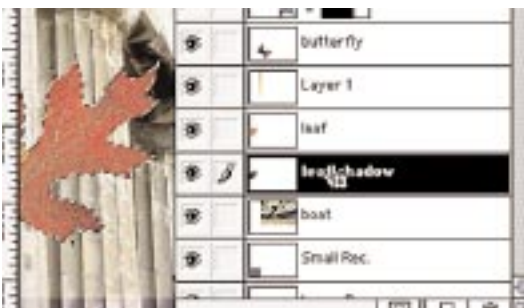 butterfly
Layer 1
leaf
leaf shadow
boat
Small Rec.